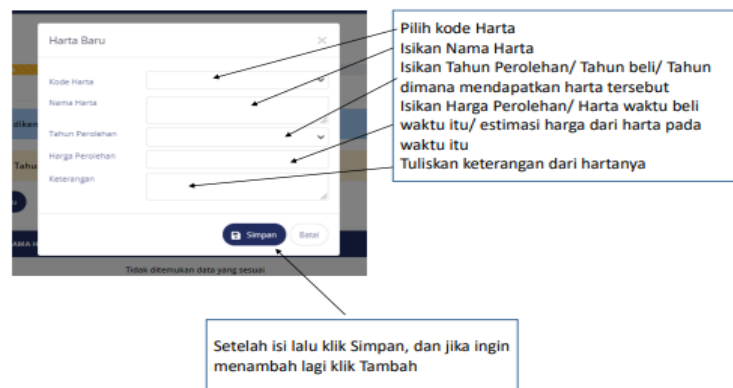 Harta Baru ×
Kode Harta
Nama Harta
Tahun Perolehan
Harga Perolehan
Keterangan
Simpan Batal
Tidak ditemukan data yang sesuai
diken
Tahu
u
AMA H
Pilih kode Harta
Isikan Nama Harta
Isikan Tahun Perolehan/ Tahun beli/ Tahun
dimana mendapatkan harta tersebut
Isikan Harga Perolehan/ Harta waktu beli
waktu itu/ estimasi harga dari harta pada
waktu itu
Tuliskan keterangan dari hartanya
Setelah isi lalu klik Simpan, dan jika ingin
menambah lagi klik Tambah